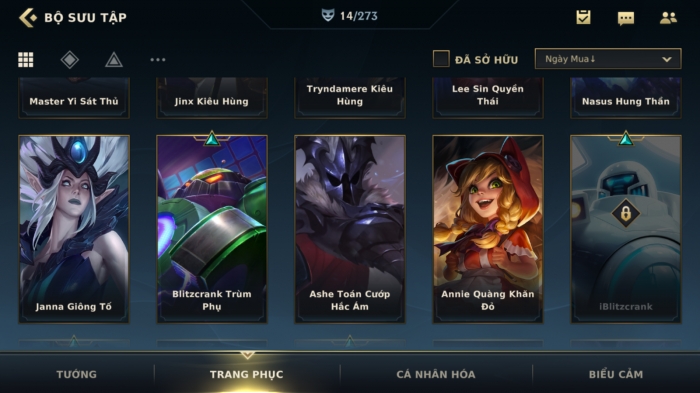 BỘ SƯU TẬP
14/273
ĐÃ SỞ HỮU
Ngày Mua↓
Master Yi Sát Thủ
Jinx Kiêu Hùng
Tryndamere Kiêu
Hùng
Lee Sin Quyền
Thái
Nasus Hung Thần
Janna Giông Tố
Blitzcrank Trùm
Phụ
Ashe Toán Cướp
Hắc Ám
Annie Quàng Khăn
Đỏ
iBlitzcrank
TƯỚNG
TRANG PHỤC
CÁ NHÂN HÓA
BIỂU CẢM